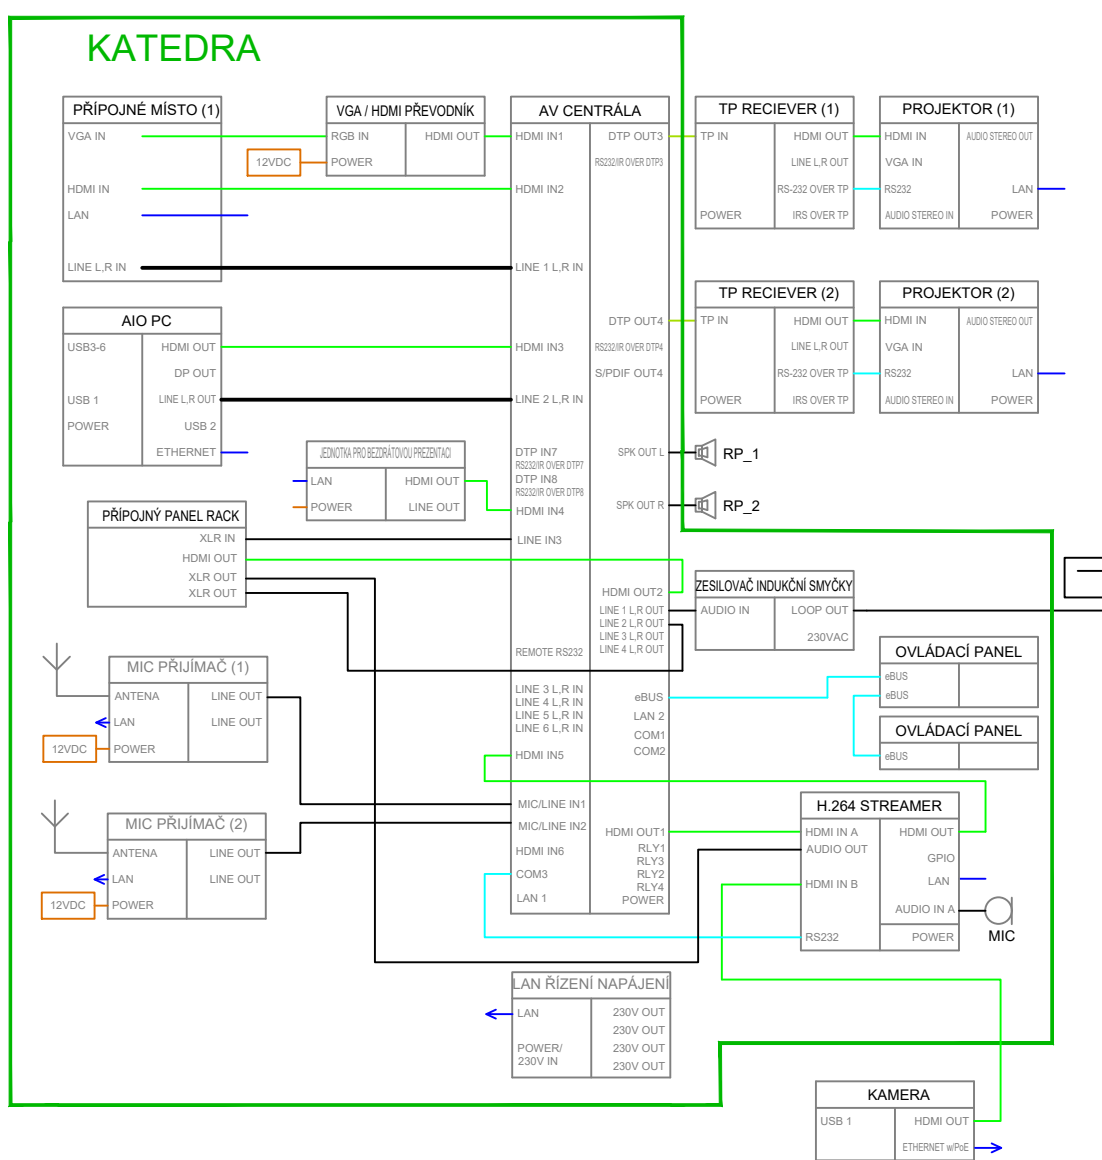 KATEDRA
PŘÍPOJNÉ MÍSTO (1)
VGA IN
HDMI IN
LAN
LINE L,R IN
VGA / HDMI PŘEVODNÍK
RGB IN
HDMI OUT
POWER
12VDC
AIO PC
USB3-6
HDMI OUT
DP OUT
USB 1
LINE L,R OUT
POWER
USB 2
ETHERNET
JEDNOTKA PRO BEZDRÁTOVOU PREZENTACI
LAN
HDMI OUT
POWER
LINE OUT
PŘÍPOJNÝ PANEL RACK
XLR IN
HDMI OUT
XLR OUT
XLR OUT
MIC PŘIJÍMAČ (1)
ANTENA
LINE OUT
LAN
LINE OUT
12VDC
POWER
MIC PŘIJÍMAČ (2)
ANTENA
LINE OUT
LAN
LINE OUT
12VDC
POWER
AV CENTRÁLA
HDMI IN1
HDMI IN2
LINE 1 L,R IN
HDMI IN3
LINE 2 L,R IN
DTP IN7
RS232/IR OVER DTP7
DTP IN8
RS232/IR OVER DTP8
HDMI IN4
LINE IN3
REMOTE RS232
LINE 3 L,R IN
LINE 4 L,R IN
LINE 5 L,R IN
LINE 6 L,R IN
HDMI IN5
MIC/LINE IN1
MIC/LINE IN2
HDMI IN6
COM3
LAN 1
DTP OUT3
RS232/IR OVER DTP3
DTP OUT4
RS232/IR OVER DTP4
S/PDIF OUT4
SPK OUT L
SPK OUT R
HDMI OUT2
LINE 1 L,R OUT
LINE 2 L,R OUT
LINE 3 L,R OUT
LINE 4 L,R OUT
eBUS
LAN 2
COM1
COM2
HDMI OUT1
RLY1
RLY3
RLY2
RLY4
POWER
LAN ŘÍZENÍ NAPÁJENÍ
LAN
230V OUT
230V OUT
POWER/
230V IN
230V OUT
230V OUT
TP RECIEVER (1)
TP IN
HDMI OUT
LINE L,R OUT
RS-232 OVER TP
POWER
IRS OVER TP
PROJEKTOR (1)
HDMI IN
AUDIO STEREO OUT
VGA IN
RS232
LAN
AUDIO STEREO IN
POWER
TP RECIEVER (2)
TP IN
HDMI OUT
LINE L,R OUT
RS-232 OVER TP
POWER
IRS OVER TP
PROJEKTOR (2)
HDMI IN
AUDIO STEREO OUT
VGA IN
RS232
LAN
AUDIO STEREO IN
POWER
RP_1
RP_2
ZESILOVAČ INDUKČNÍ SMYČKY
AUDIO IN
LOOP OUT
230VAC
OVLÁDACÍ PANEL
eBUS
eBUS
OVLÁDACÍ PANEL
eBUS
H.264 STREAMER
HDMI IN A
HDMI OUT
AUDIO OUT
GPIO
HDMI IN B
LAN
AUDIO IN A
RS232
POWER
MIC
KAMERA
USB 1
HDMI OUT
ETHERNET w/PoE